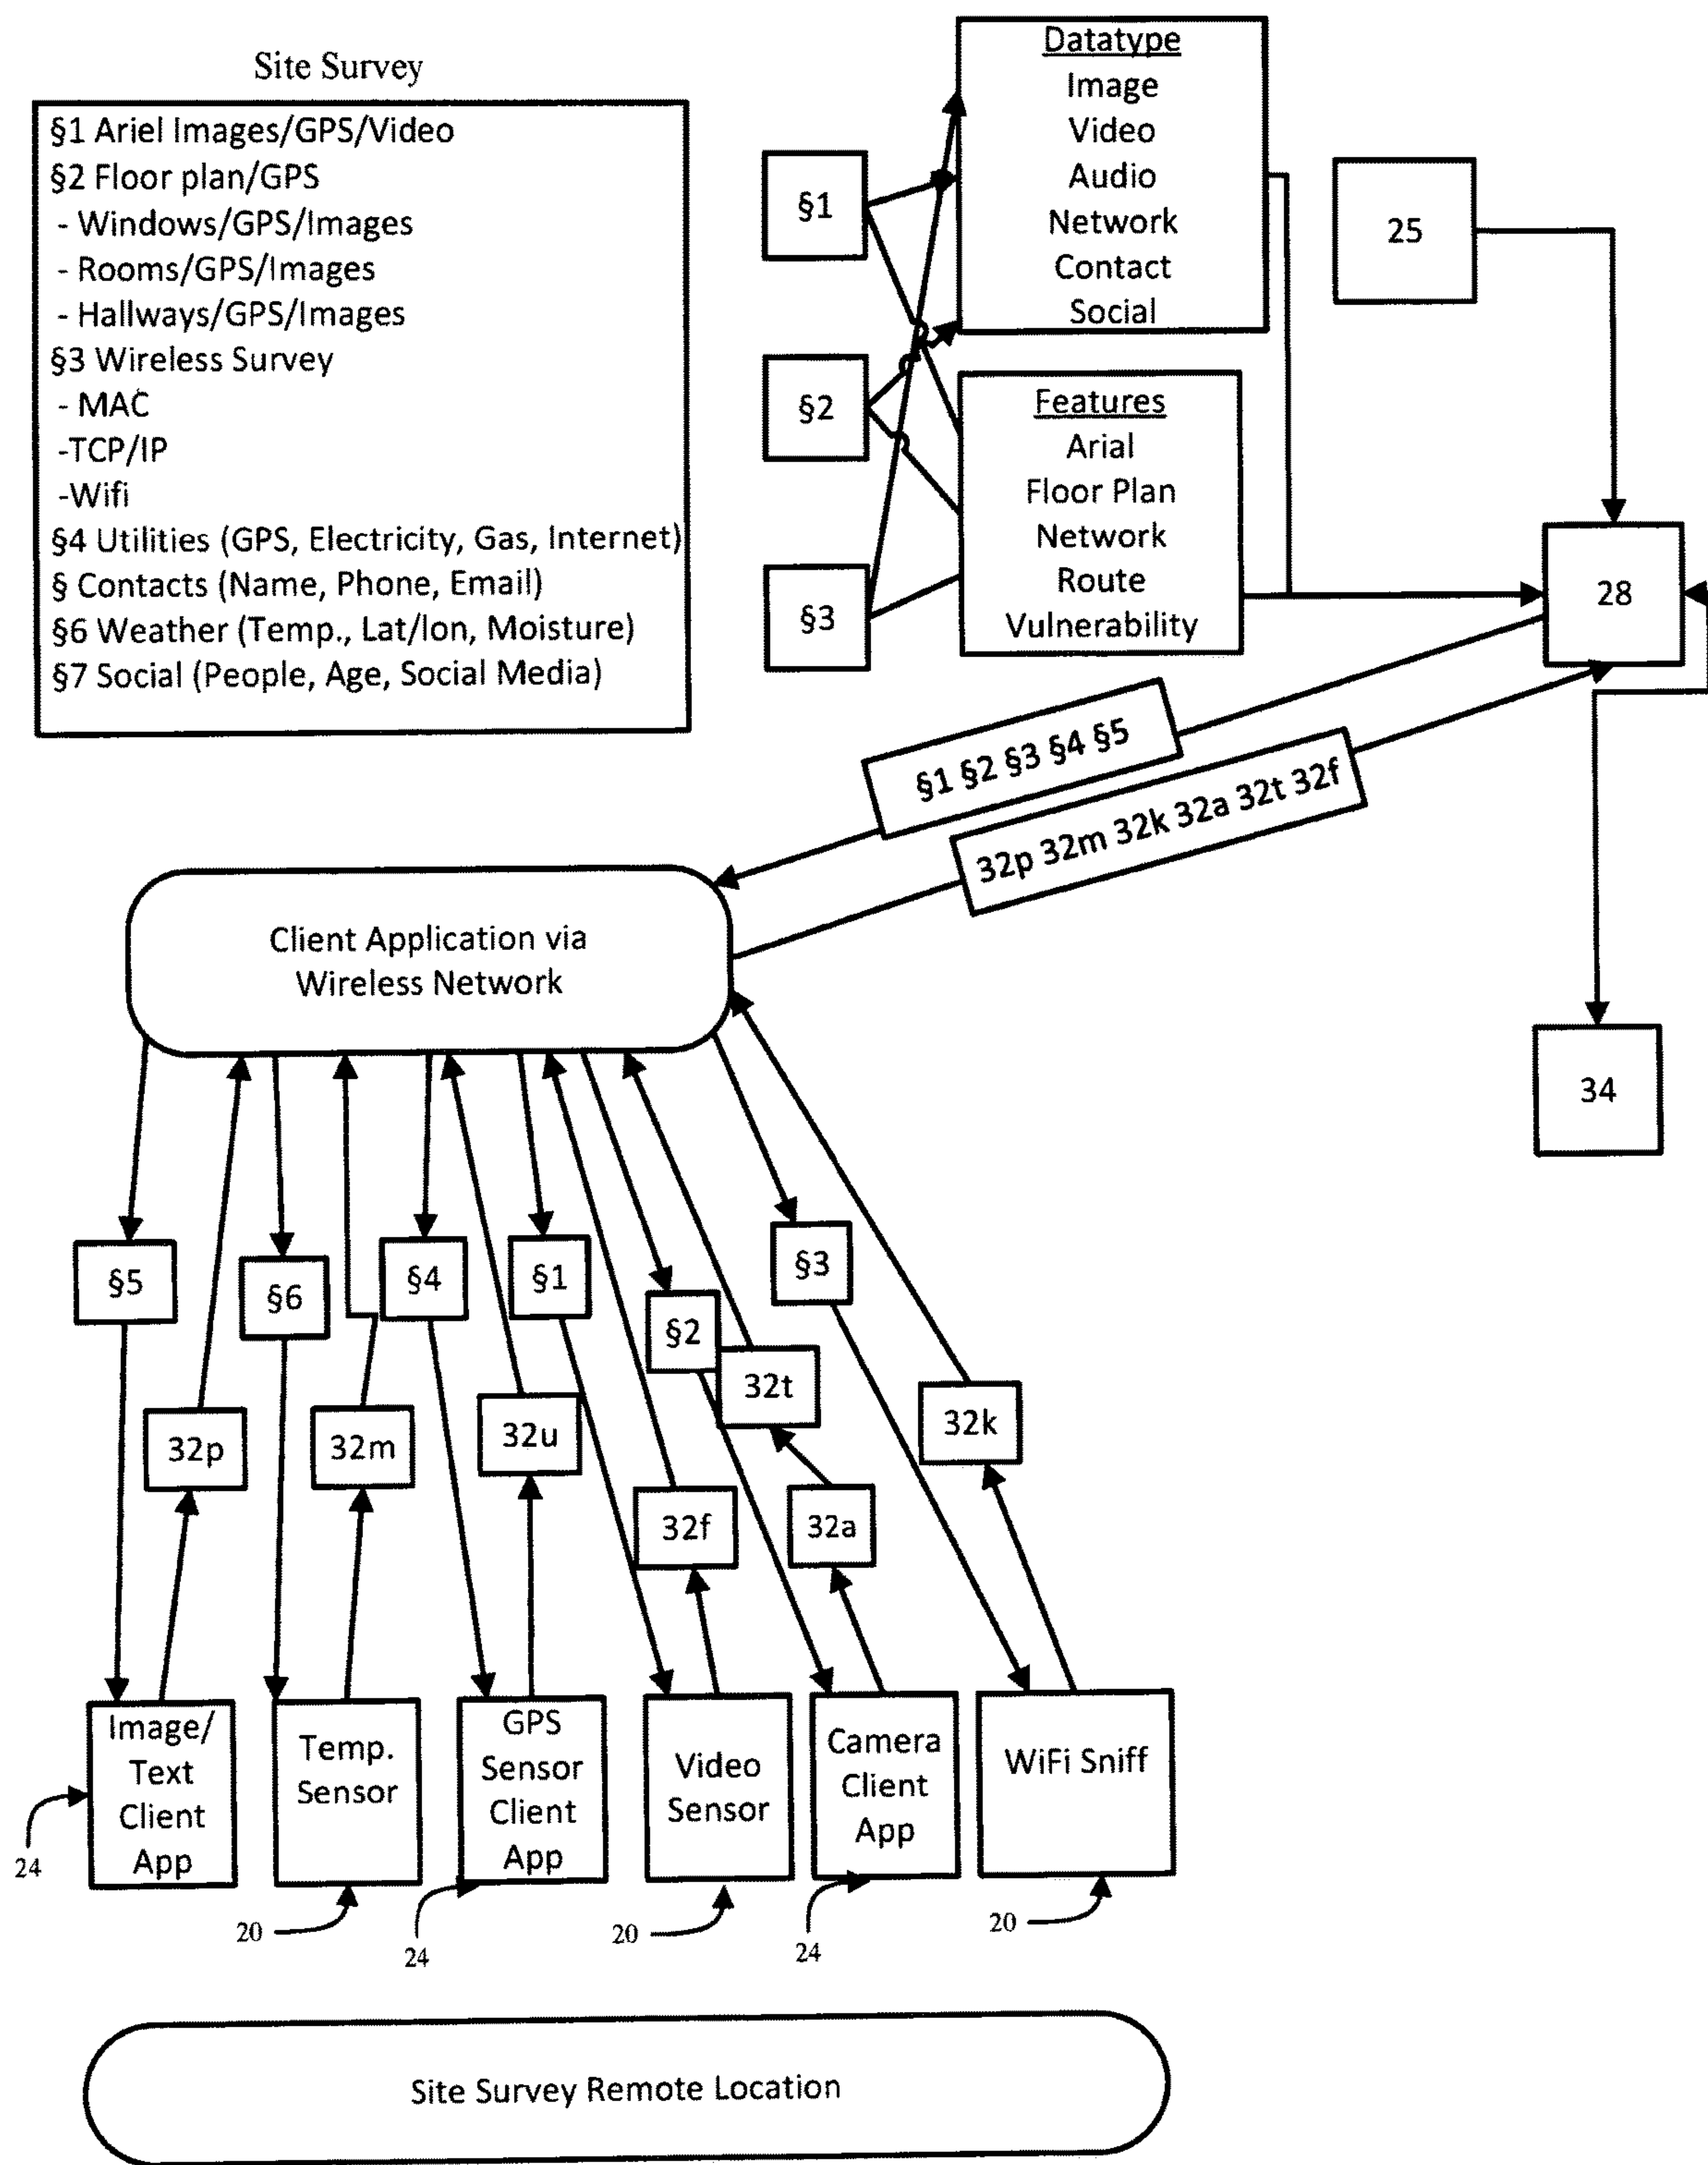 Site Survey
§1 Ariel Images/GPS/Video
§2 Floor plan/GPS
- Windows/GPS/Images
- Rooms/GPS/Images
- Hallways/GPS/Images
§3 Wireless Survey
- MAC
-TCP/IP
-Wifi
§4 Utilities (GPS, Electricity, Gas, Internet)
§ Contacts (Name, Phone, Email)
§6 Weather (Temp., Lat/lon, Moisture)
§7 Social (People, Age, Social Media)
§1
§2
§3
Datatype
Image
Video
Audio
Network
Contact
Social
Features
Arial
Floor Plan
Network
Route
Vulnerability
25
28
§1 §2 §3 §4 §5
32p 32m 32k 32a 32t 32f
34
Client Application via
Wireless Network
§5
§6
§4
§1
§2
§3
32p
32m
32u
32f
32t
32a
32k
Image/
Text
Client
App
24
Temp.
Sensor
20
GPS
Sensor
Client
App
24
Video
Sensor
20
Camera
Client
App
24
WiFi Sniff
20
Site Survey Remote Location